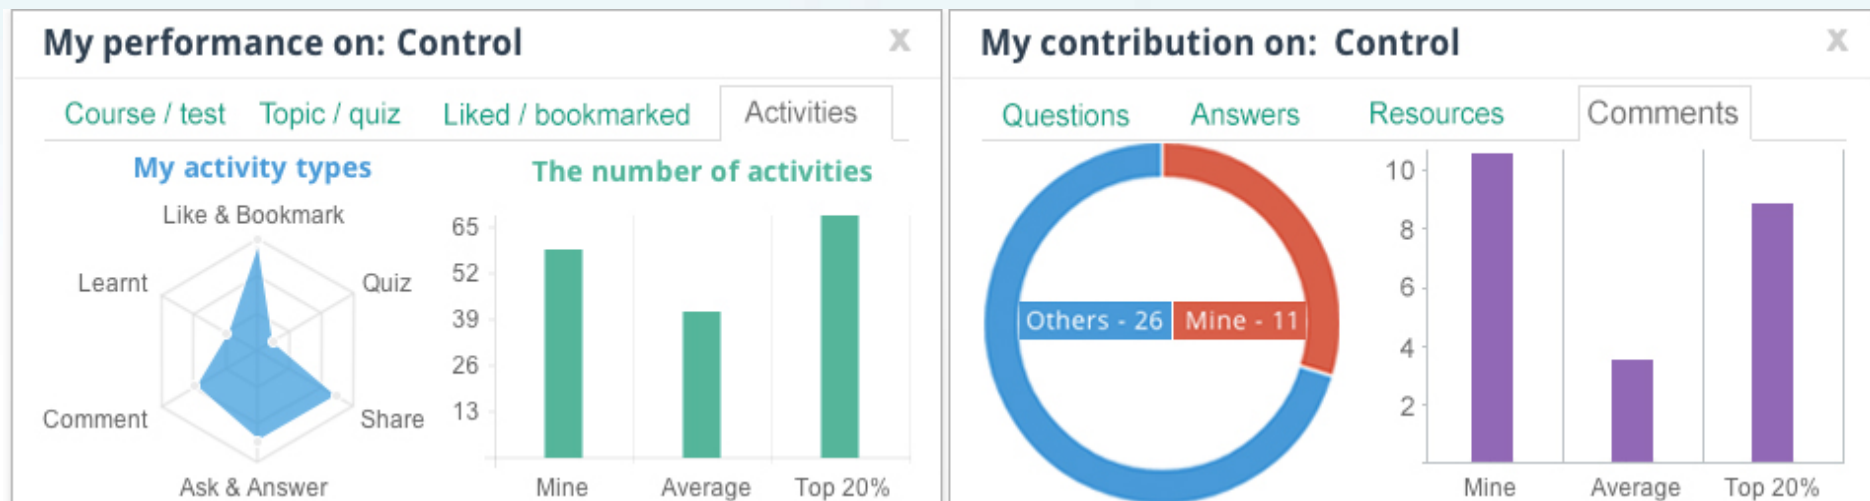 My performance on: Control
X
Course / test
Topic / quiz
Liked / bookmarked
Activities
My activity types
Like & Bookmark
Learnt
Quiz
Comment
Share
Ask & Answer
The number of activities
65
52
39
26
13
Mine
Average
Top 20%
My contribution on: Control
X
Questions
Answers
Resources
Comments
Others - 26
Mine - 11
10
8
6
4
2
Mine
Average
Top 20%